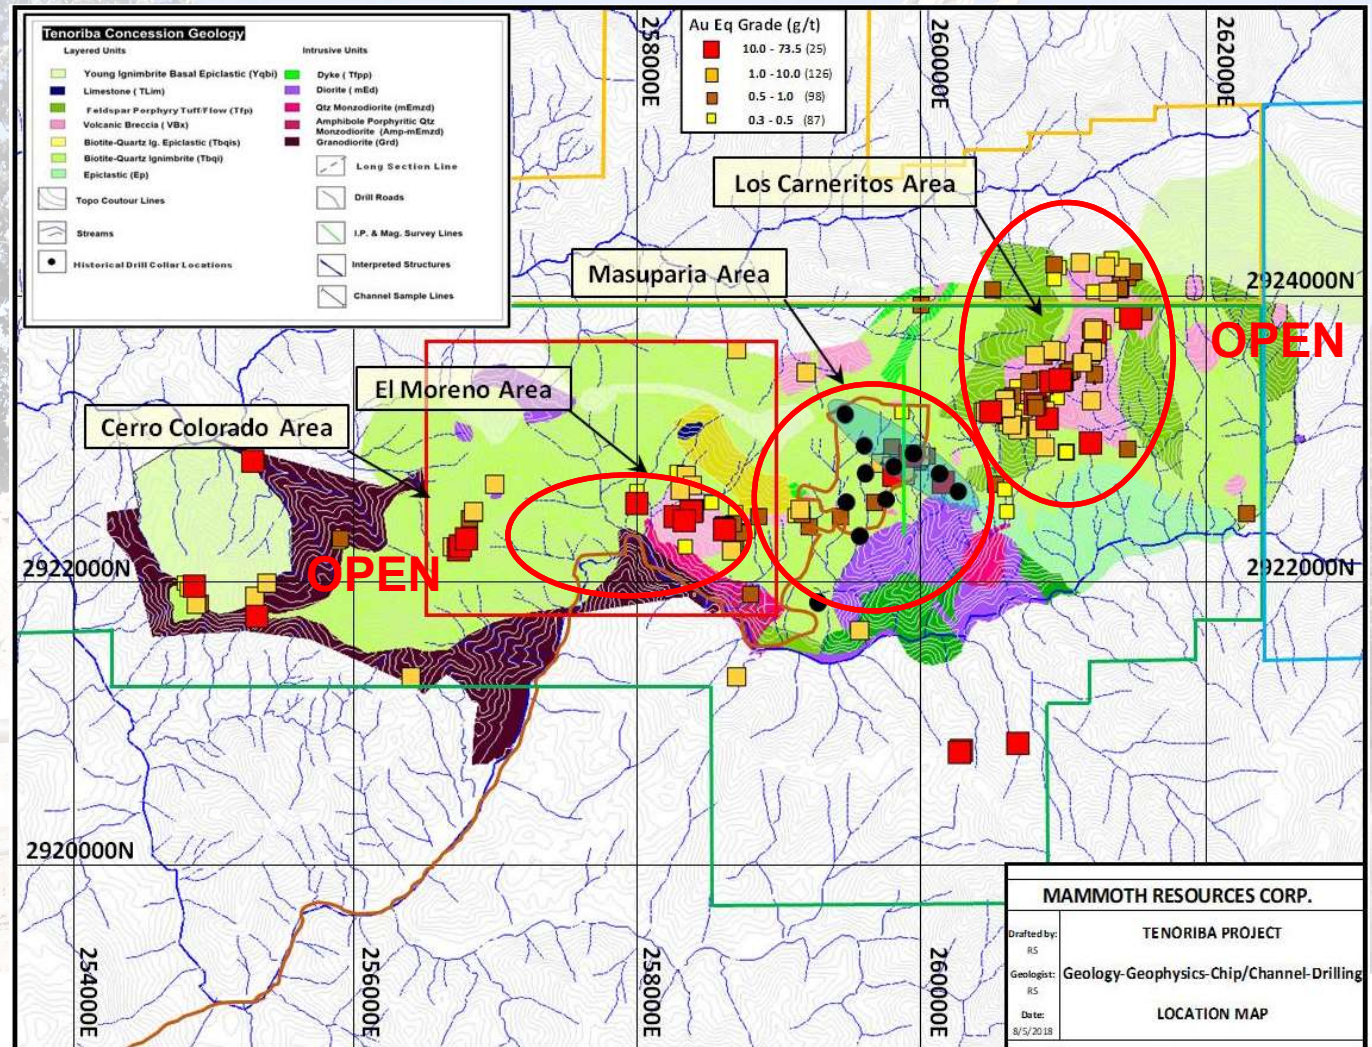 Tenoriba Concession Geology
Layered Units
Intrusive Units
Young Ignimbrite Basal Epiclastic (Yqbi)
Limestone ( TLim)
Feldspar Porphyry Tuff/Flow (Tfp)
Volcanic Breccia ( VBx)
Biotite-Quartz Ig. Epiclastic (Tbqis)
Biotite-Quartz Ignimbrite (Tbqi)
Epiclastic (Ep)
Topo Coutour Lines
Streams
Historical Drill Collar Locations
Dyke ( Tfpp)
Diorite ( mEd)
Qtz Monzodiorite (mEmzd)
Amphibole Porphyritic Qtz
Monzodiorite (Amp-mEmzd)
Granodiorite (Grd)
Long Section Line
Drill Roads
I.P. & Mag. Survey Lines
Interpreted Structures
Channel Sample Lines
258000E
Au Eq Grade (g/t)
10.0 - 73.5 (25)
1.0 - 10.0 (126)
0.5 - 1.0 (98)
0.3 - 0.5 (87)
260000E
262000E
Los Carneritos Area
Masuparia Area
2924000N
OPEN
El Moreno Area
Cerro Colorado Area
2922000N
OPEN
2922000N
2920000N
254000E
256000E
258000E
260000E
MAMMOTH RESOURCES CORP.
Drafted by:
RS
TENORIBA PROJECT
Geologist:
RS
Geology-Geophysics-Chip/Channel-Drilling
Date:
8/5/2018
LOCATION MAP